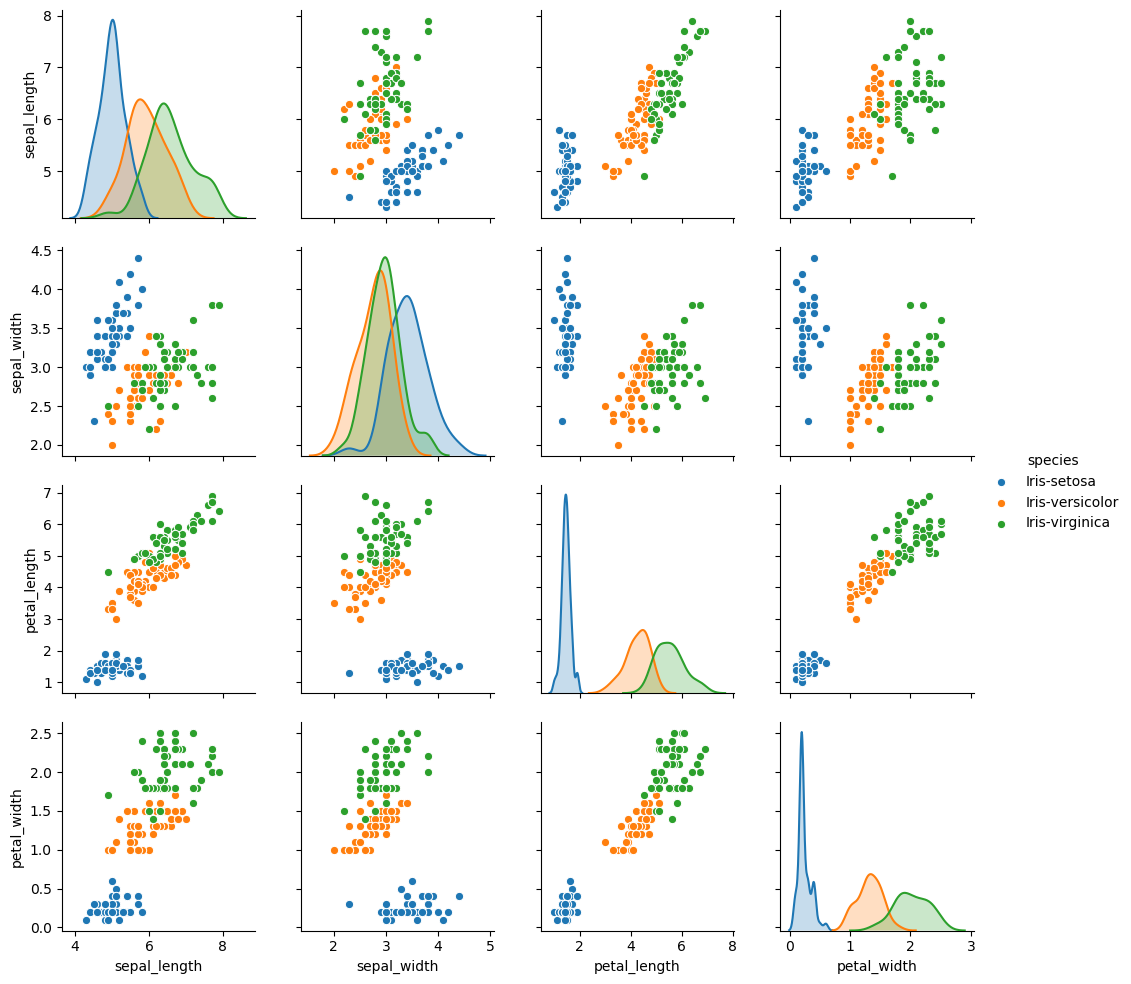 8
7
6
5
sepal_length
4.5
4.0
3.5
3.0
2.5
2.0
sepal_width
species
Iris-setosa
Iris-versicolor
Iris-virginica
7
6
5
4
3
2
1
petal_length
2.5
2.0
1.5
1.0
0.5
0.0
petal_width
4 6 8
2 3 4 5
2 4 6 8
0 1 2 3
sepal_length
sepal_width
petal_length
petal_width